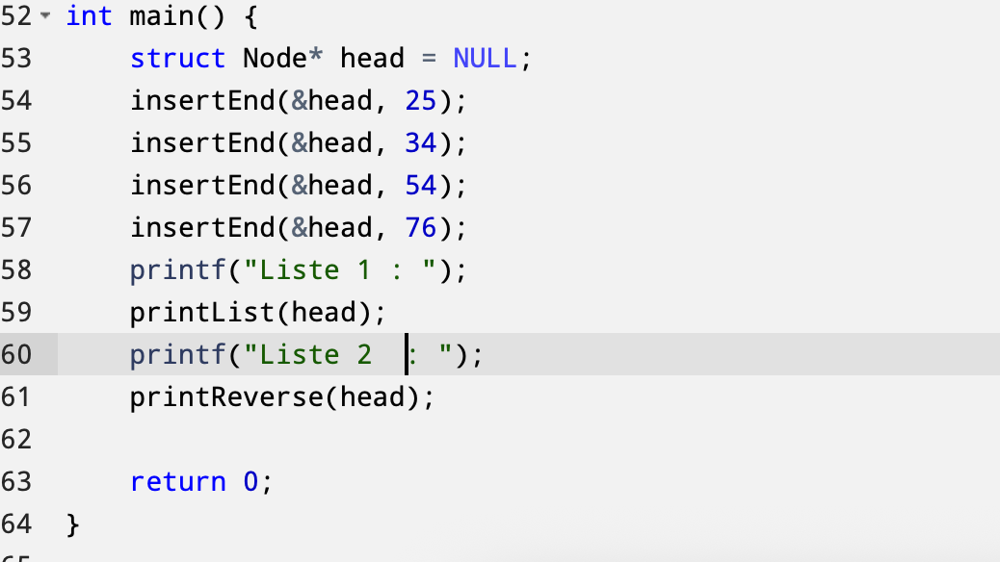 52 int main() {
53 struct Node* head = NULL;
54 insertEnd(&head, 25);
55 insertEnd(&head, 34);
56 insertEnd(&head, 54);
57 insertEnd(&head, 76);
58 printf("Liste 1 : ");
59 printList(head);
60 printf("Liste 2  : ");
61 printReverse(head);
62
63 return 0;
64 }